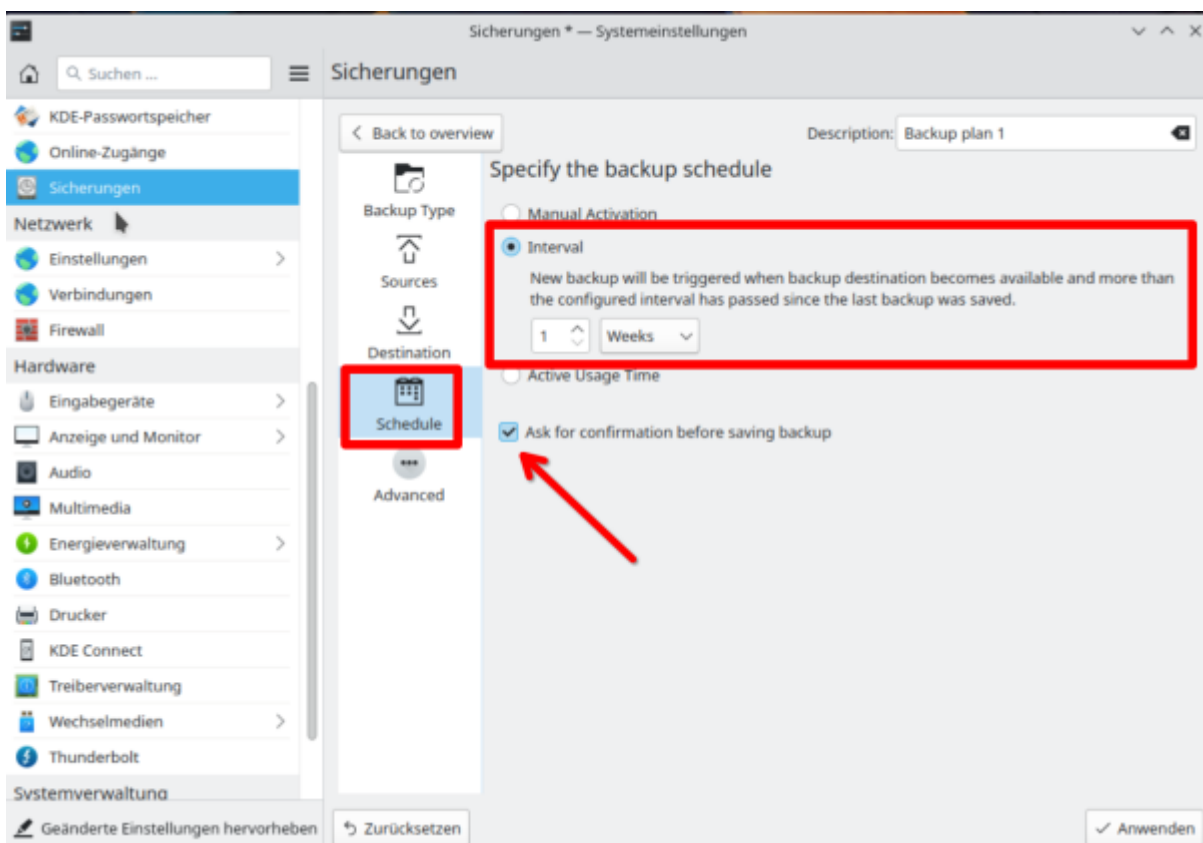 Sicherungen * — Systemeinstellungen
Suchen ...
Sicherungen
KDE-Passwortspeicher
Online-Zugänge
Sicherungen
Netzwerk
Einstellungen
Verbindungen
Firewall
Hardware
Eingabegeräte
Anzeige und Monitor
Audio
Multimedia
Energieverwaltung
Bluetooth
Drucker
KDE Connect
Treiberverwaltung
Wechselmedien
Thunderbolt
Systemverwaltung
Geänderte Einstellungen hervorheben
Back to overview
Description: Backup plan 1
Backup Type
Sources
Destination
Schedule
Advanced
Specify the backup schedule
Manual Activation
Interval
New backup will be triggered when backup destination becomes available and more than
the configured interval has passed since the last backup was saved.
1 Weeks
Active Usage Time
Ask for confirmation before saving backup
Zurücksetzen
Anwenden